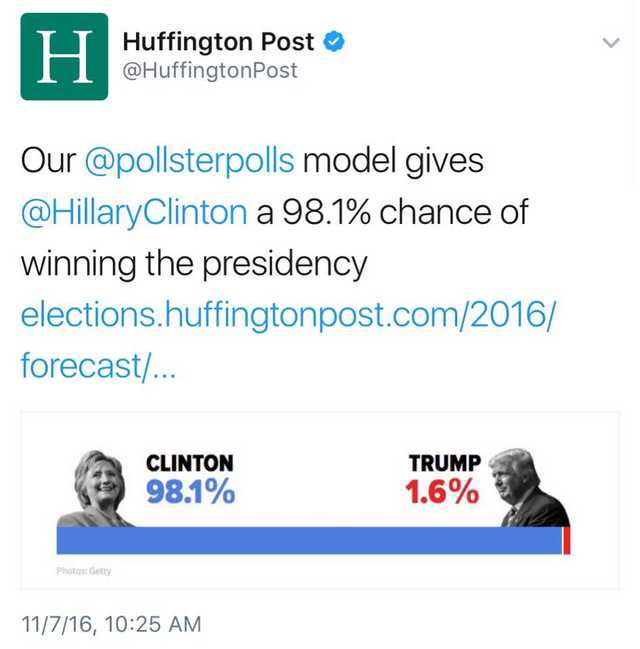 H
Huffington Post
@HuffingtonPost
Our @pollsterpolls model gives
@HillaryClinton a 98.1% chance of
winning the presidency
elections.huffingtonpost.com/2016/
forecast/...
CLINTON
98.1%
TRUMP
1.6%
Photos: Getty
11/7/16, 10:25 AM